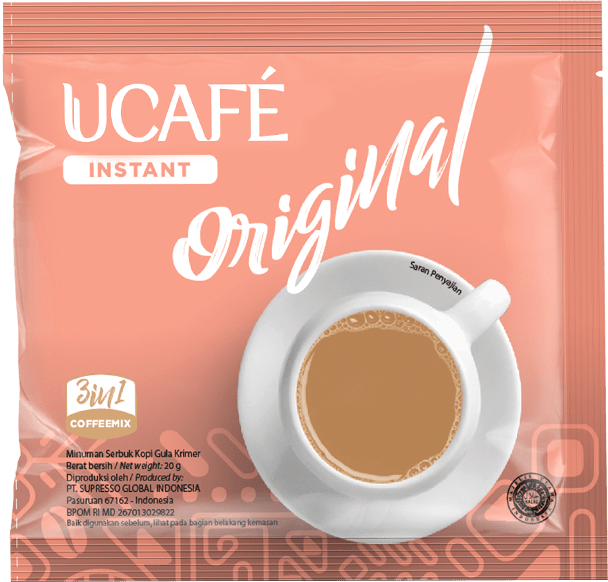 UCAFÉ
INSTANT
original
Saran Penyajian
3in1
COFFEEMIX
Minuman Serbuk Kopi Gula Krimer
Berat bersih / Net weight: 20 g
Diproduksi oleh / Produced by:
PT. SUPRESSO GLOBAL INDONESIA
Pasuruan 67162 - Indonesia
BPOM RI MD 267013029822
Baik digunakan sebelum, lihat pada bagian belakang kemasan